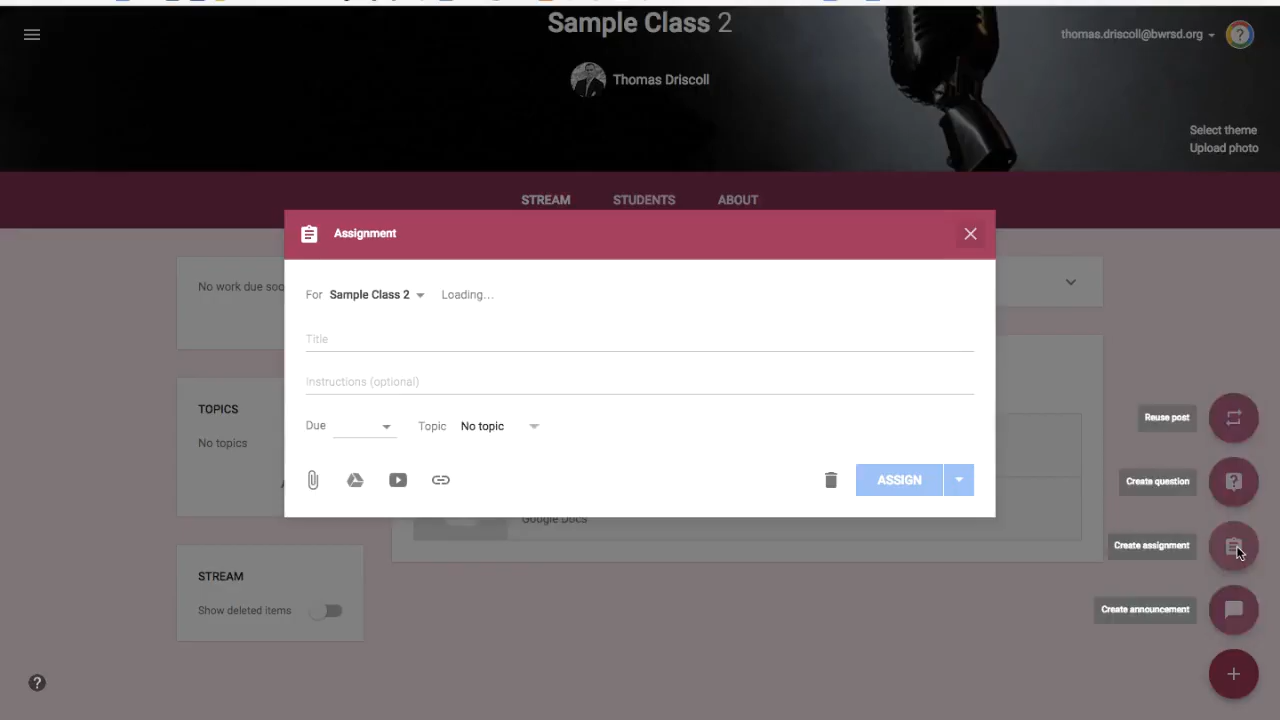 Sample Class 2
thomas.driscoll@bwrsd.org
Thomas Driscoll
Select theme
Upload photo
STREAM STUDENTS ABOUT
Assignment
No work due soo
For Sample Class 2 Loading...
Title
Instructions (optional)
TOPICS
No topics
Due Topic No topic
Reuse post
ASSIGN
Create question
Google Docs
Create assignment
STREAM
Show deleted items
Create announcement